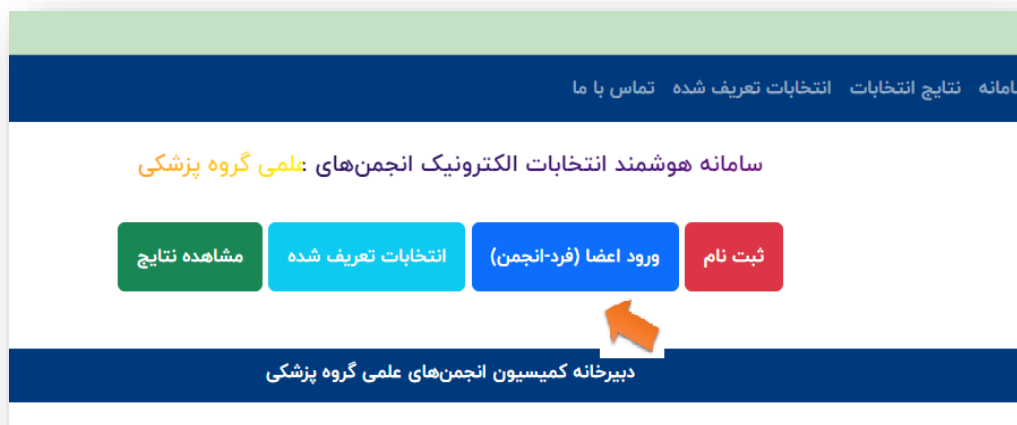 نتایج انتخابات انتخابات تعریف شده تماس با ما
سامانه هوشمند انتخابات الکترونیک انجمن‌های علمی گروه پزشکی
ثبت نام ورود اعضا (فرد-انجمن) انتخابات تعریف شده مشاهده نتایج
دبیرخانه کمیسیون انجمن‌های علمی گروه پزشکی